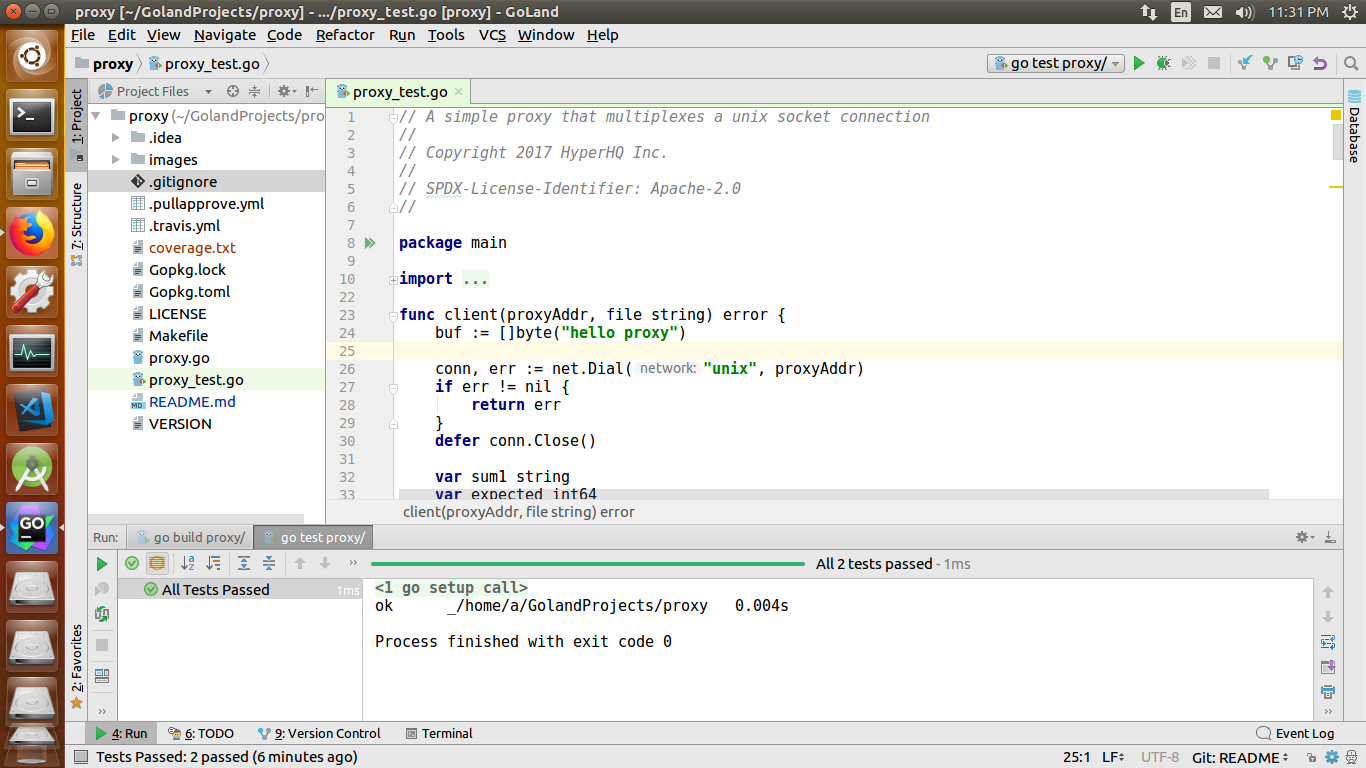 proxy [~/GolandProjects/proxy] - .../proxy_test.go [proxy] - GoLand
En
11:31 PM
File Edit View Navigate Code Refactor Run Tools VCS Window Help
proxy proxy_test.go
go test proxy/
1: Project
7: Structure
2: Favorites
Project Files
proxy (~/GolandProjects/pro
.idea
images
.gitignore
.pullapprove.yml
.travis.yml
coverage.txt
Gopkg.lock
Gopkg.toml
LICENSE
Makefile
proxy.go
proxy_test.go
README.md
VERSION
proxy_test.go
1 // A simple proxy that multiplexes a unix socket connection
2 //
3 // Copyright 2017 HyperHQ Inc.
4 //
5 // SPDX-License-Identifier: Apache-2.0
6 //
7
8 package main
9
10 import ...
22
23 func client(proxyAddr, file string) error {
24 buf := []byte("hello proxy")
25
26 conn, err := net.Dial( network: "unix", proxyAddr)
27 if err != nil {
28 return err
29 }
30 defer conn.Close()
31
32 var sum1 string
33 var expected int64
client(proxyAddr, file string) error
Database
Run: go build proxy/ go test proxy/
All 2 tests passed - 1ms
All Tests Passed 1ms
<1 go setup call>
ok _/home/a/GolandProjects/proxy 0.004s
Process finished with exit code 0
4: Run 6: TODO 9: Version Control Terminal Event Log
Tests Passed: 2 passed (6 minutes ago) 25:1 LF UTF-8 Git: README
GO
MD